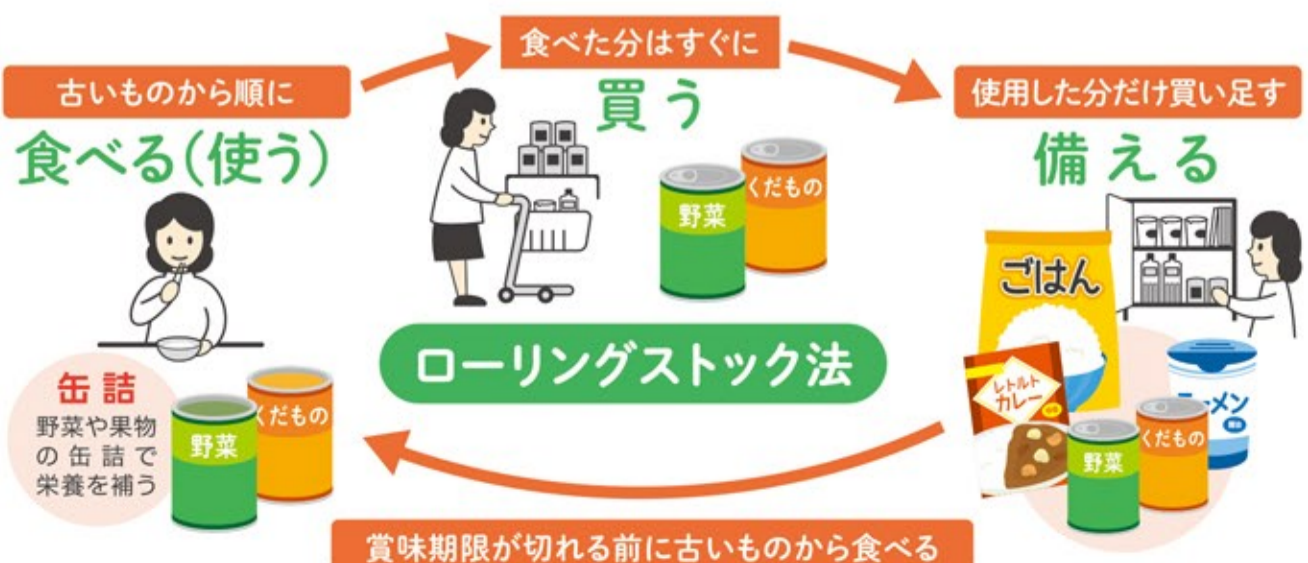 古いものから順に
食べる(使う)
食べた分はすぐに
買う
使用した分だけ買い足す
備える
野菜
くだもの
ごはん
レトルト
カレー
ーメン
野菜
くだもの
ローリングストック法
缶詰
野菜や果物
の缶詰で
栄養を補う
野菜
くだもの
賞味期限が切れる前に古いものから食べる